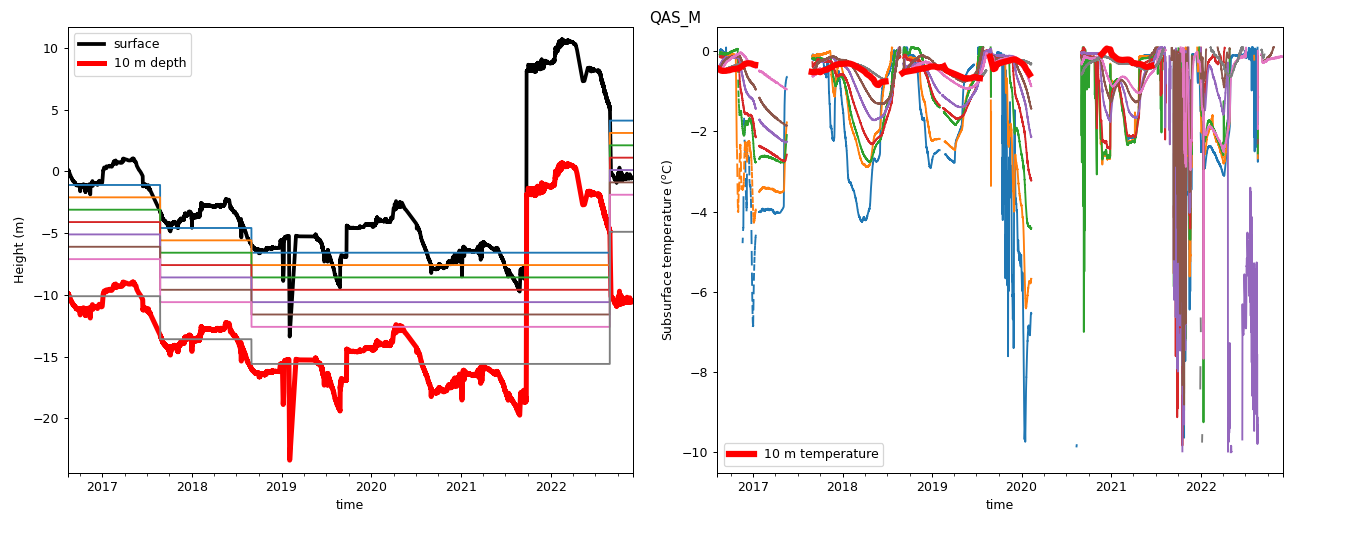 QAS_M
surface
10 m depth
Height (m)
10
5
0
−5
−10
−15
−20
2017 2018 2019 2020 2021 2022
time
Subsurface temperature (°C)
0
−2
−4
−6
−8
−10
10 m temperature
2017 2018 2019 2020 2021 2022
time